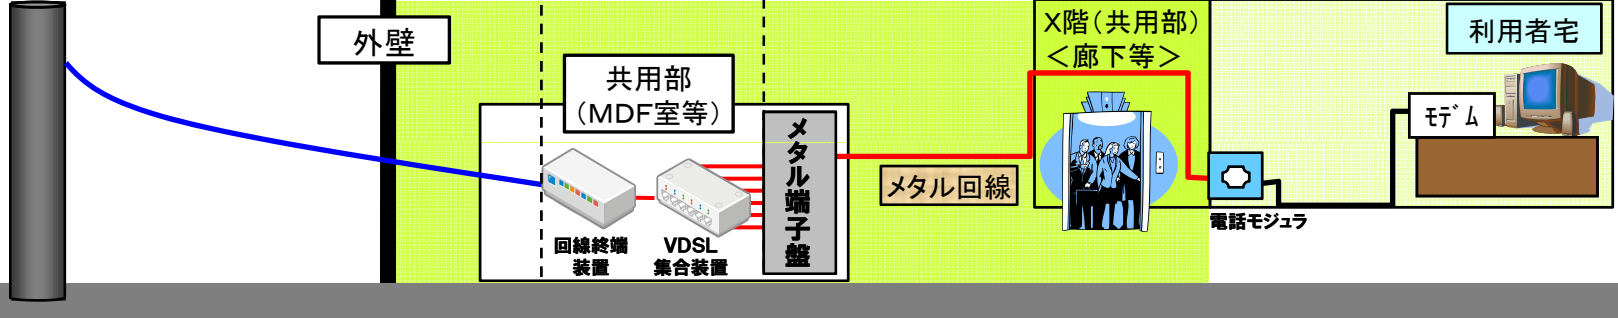 外壁
共用部
（MDF室等）
回線終端
装置
VDSL
集合装置
メタル端子盤
メタル回線
X階（共用部）
＜廊下等＞
電話モジュラ
ﾓﾃﾞﾑ
利用者宅